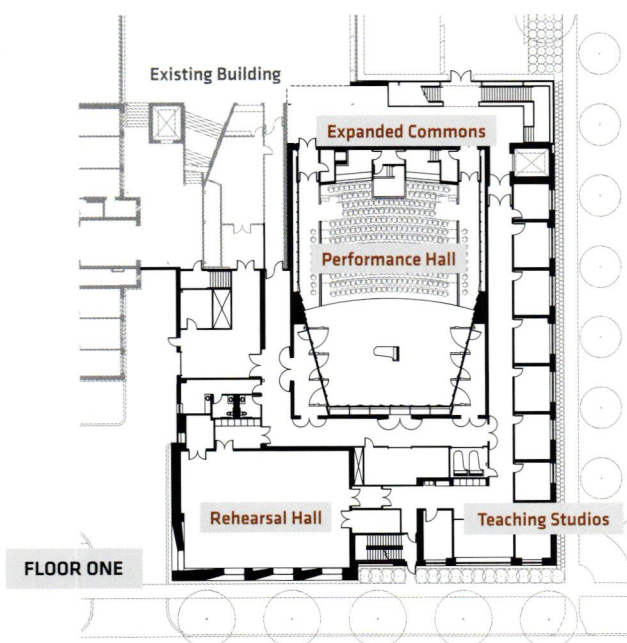 Existing Building
Expanded Commons
Performance Hall
Rehearsal Hall
Teaching Studios
FLOOR ONE